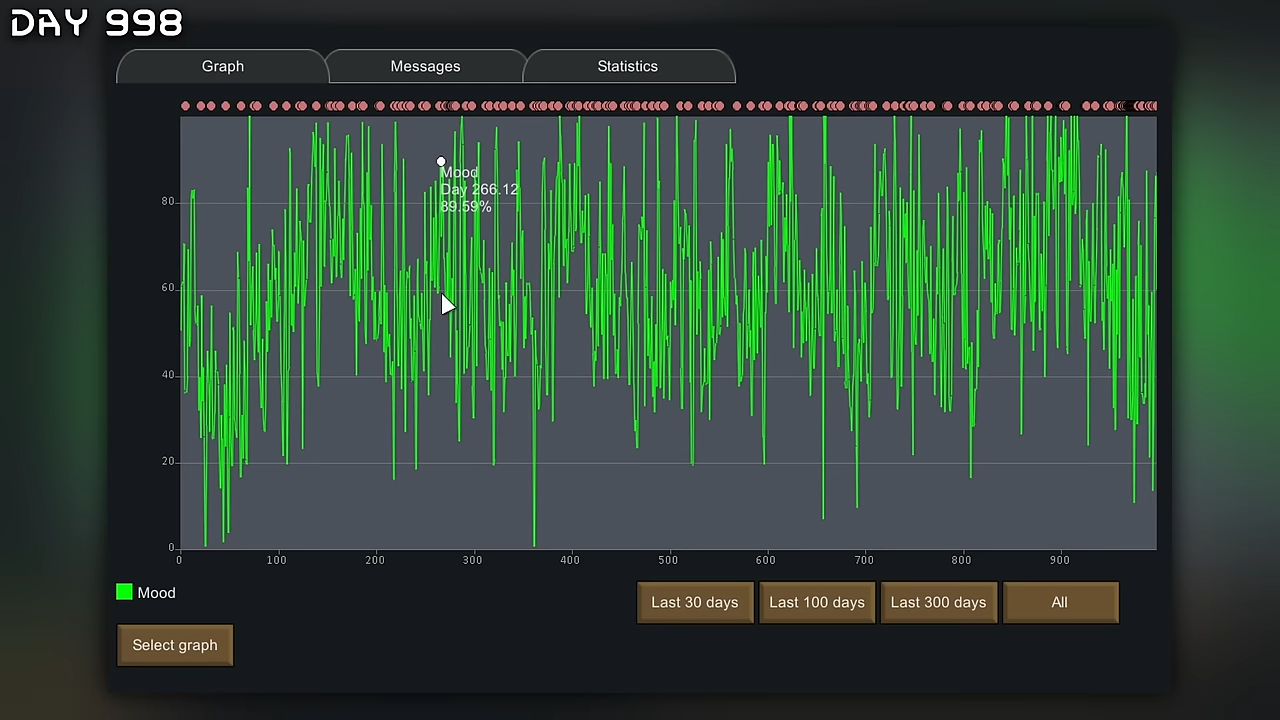 DAY 998
Graph Messages Statistics
Mood
Day 266.12
89.59%
80
60
40
20
0
0 100 200 300 400 500 600 700 800 900
Mood
Last 30 days Last 100 days Last 300 days All
Select graph